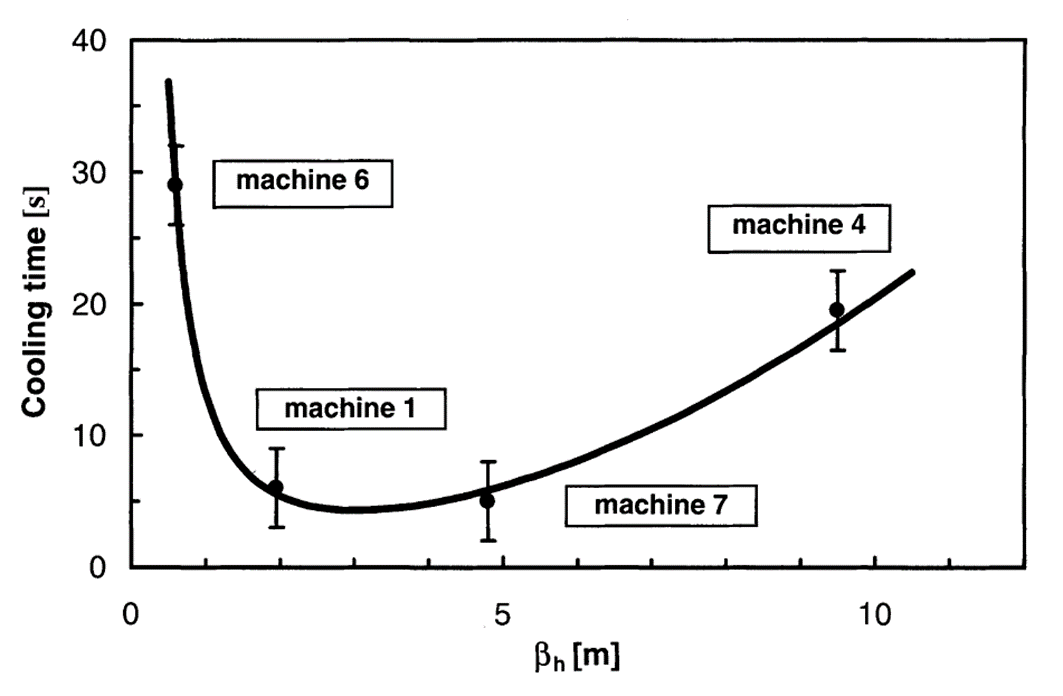 40
30
20
10
0
Cooling time [s]
machine 6
machine 4
machine 1
machine 7
0
5
10
βh [m]